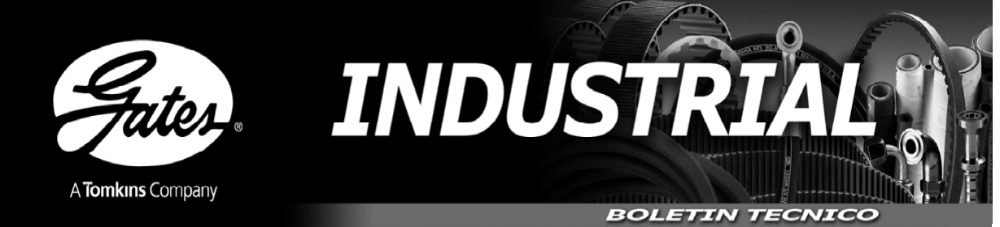 Gates®
A Tomkins Company
INDUSTRIAL
BOLETIN TECNICO